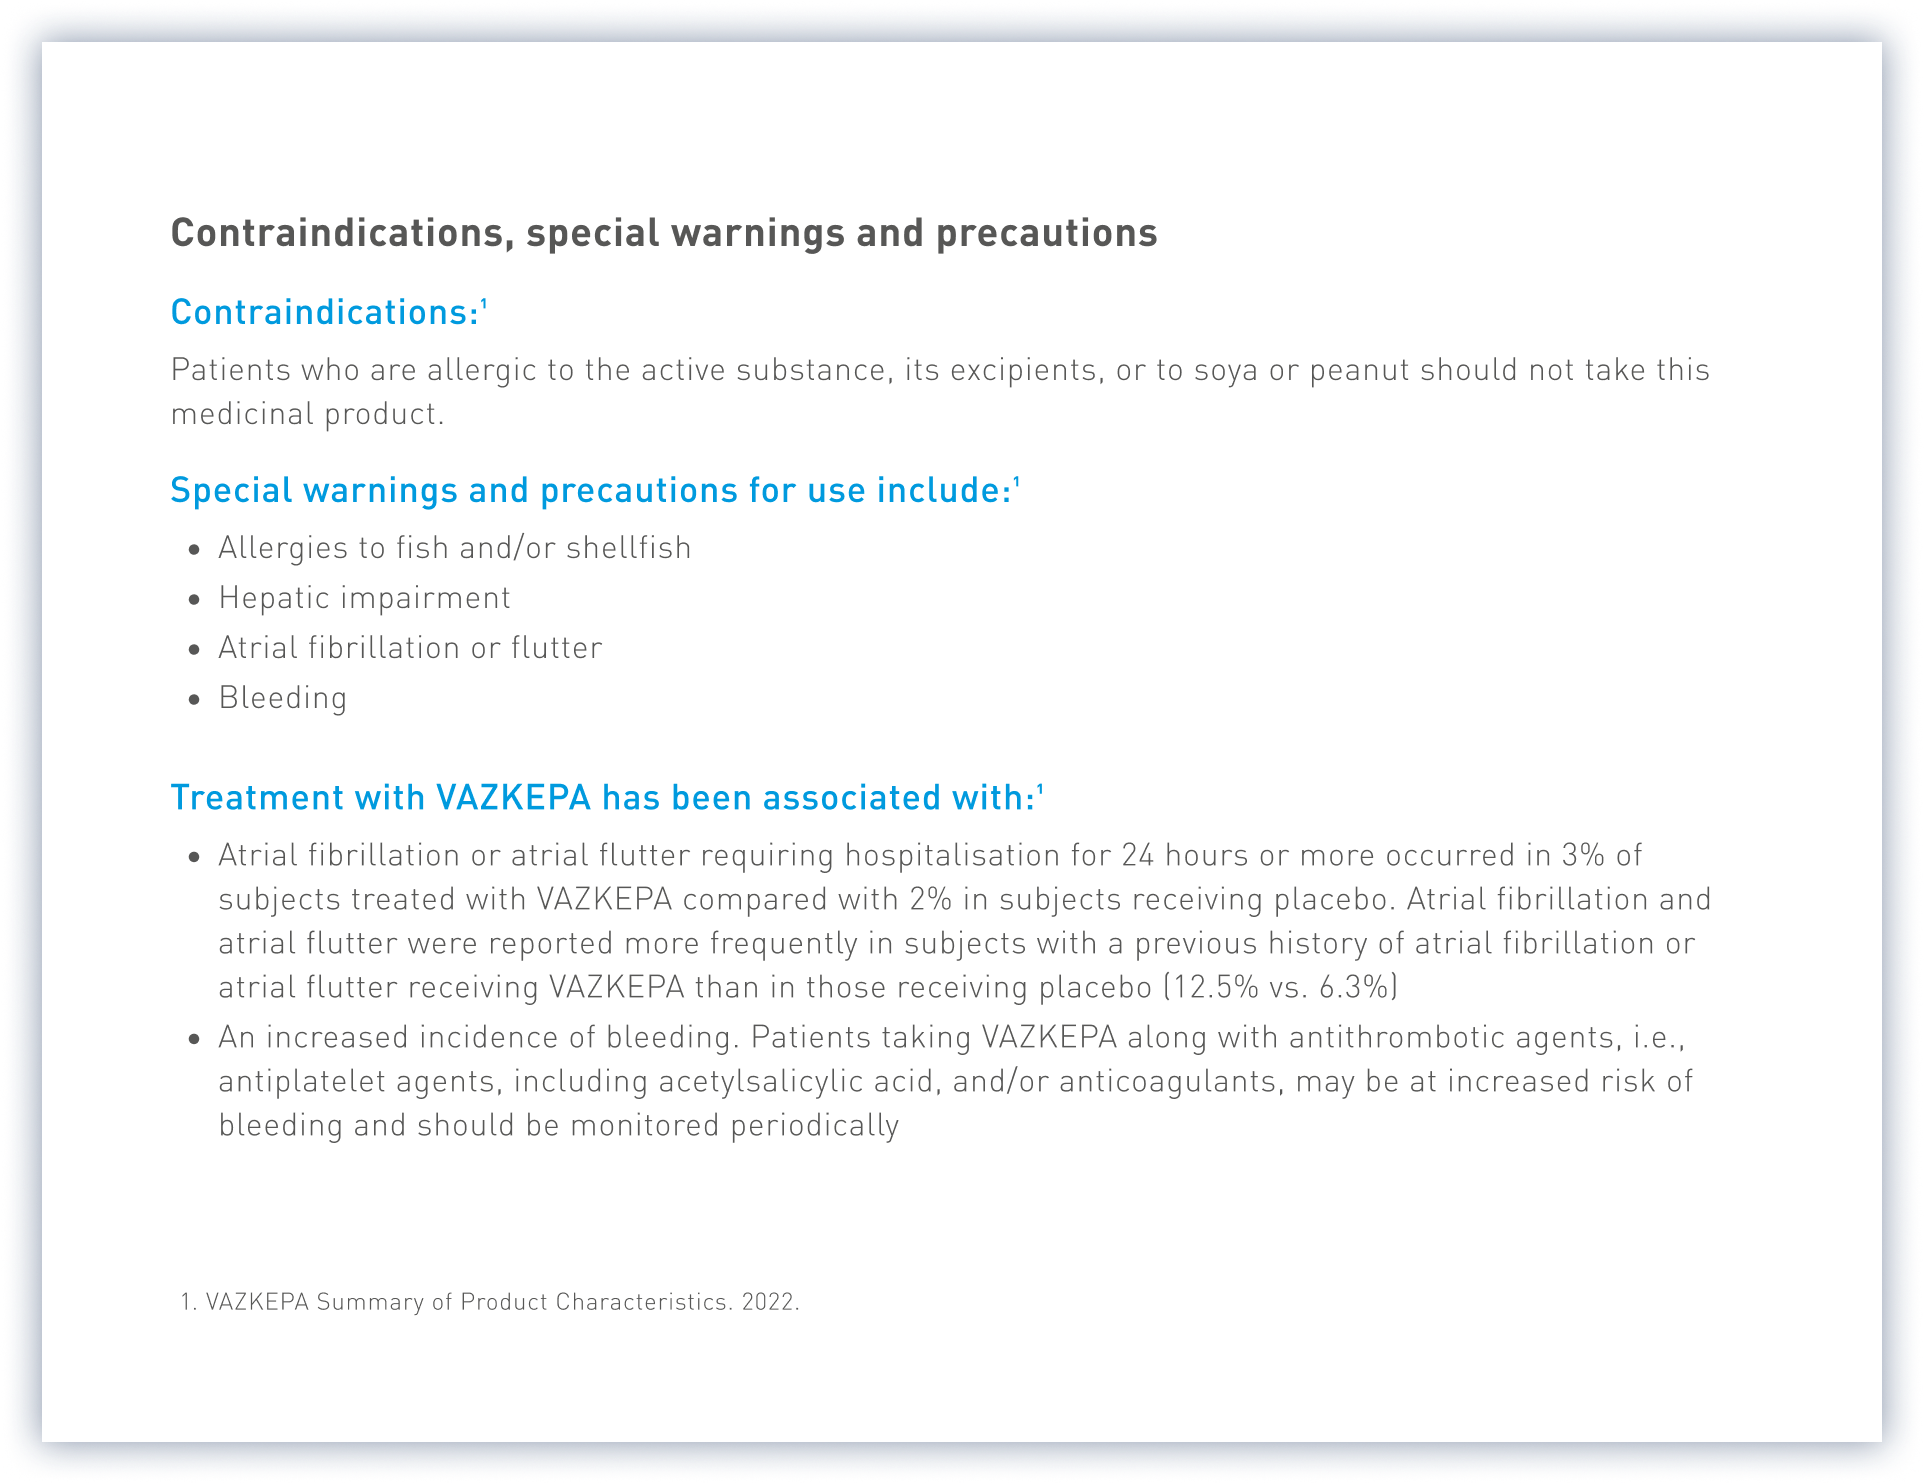 Contraindications, special warnings and precautions
Contraindications:¹
Patients who are allergic to the active substance, its excipients, or to soya or peanut should not take this
medicinal product.
Special warnings and precautions for use include:¹
• Allergies to fish and/or shellfish
• Hepatic impairment
• Atrial fibrillation or flutter
• Bleeding
Treatment with VAZKEPA has been associated with:¹
• Atrial fibrillation or atrial flutter requiring hospitalisation for 24 hours or more occurred in 3% of
subjects treated with VAZKEPA compared with 2% in subjects receiving placebo. Atrial fibrillation and
atrial flutter were reported more frequently in subjects with a previous history of atrial fibrillation or
atrial flutter receiving VAZKEPA than in those receiving placebo (12.5% vs. 6.3%)
• An increased incidence of bleeding. Patients taking VAZKEPA along with antithrombotic agents, i.e.,
antiplatelet agents, including acetylsalicylic acid, and/or anticoagulants, may be at increased risk of
bleeding and should be monitored periodically
1. VAZKEPA Summary of Product Characteristics. 2022.